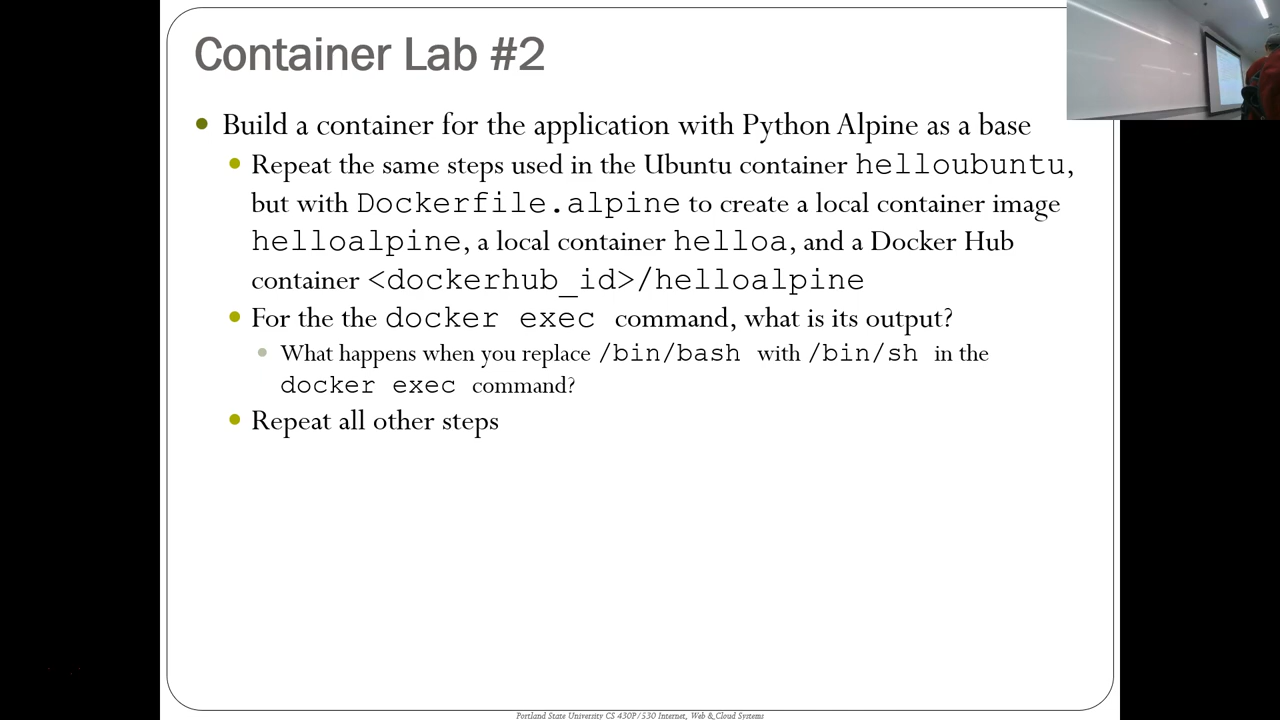 Container Lab #2
Build a container for the application with Python Alpine as a base
Repeat the same steps used in the Ubuntu container helloubuntu,
but with Dockerfile.alpine to create a local container image
helloalpine, a local container helloa, and a Docker Hub
container <dockerhub_id>/helloalpine
For the the docker exec command, what is its output?
What happens when you replace /bin/bash with /bin/sh in the
docker exec command?
Repeat all other steps
Portland State University CS 430P/530 Internet, Web & Cloud Systems